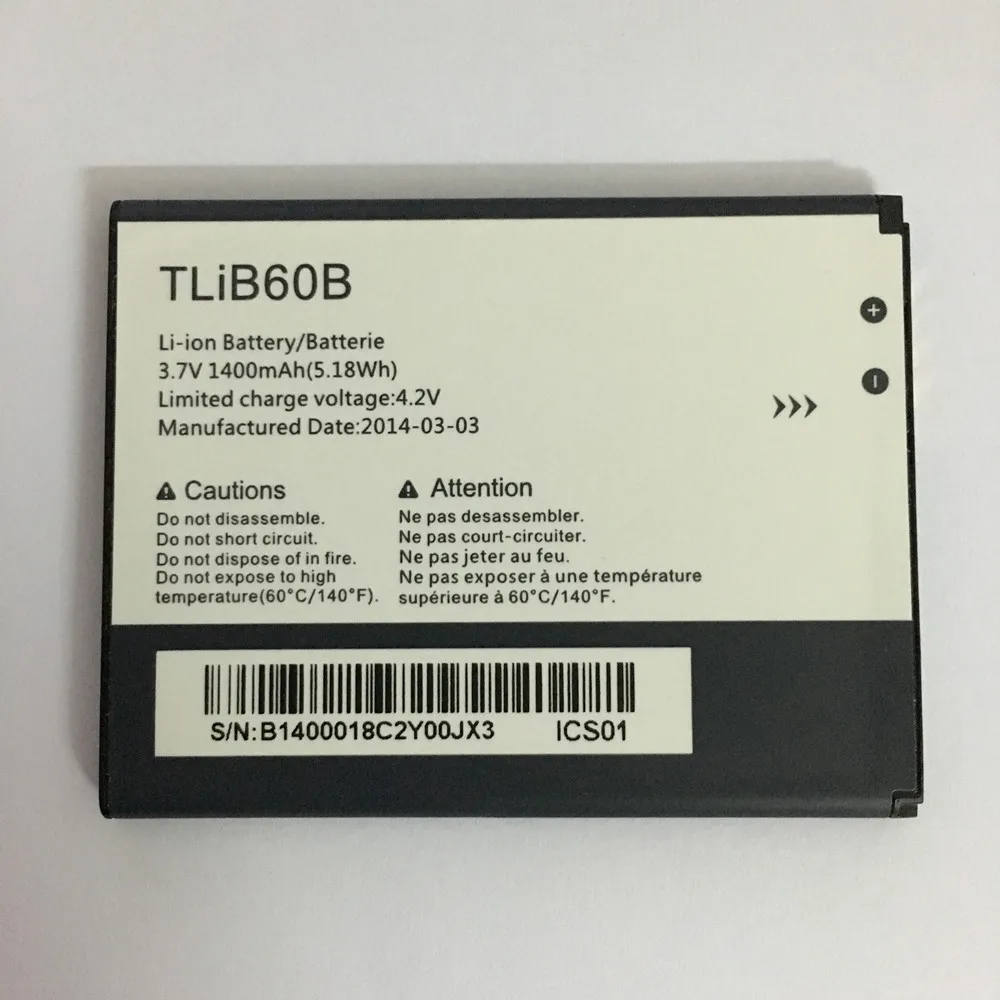 TLiB60B
Li-ion Battery/Batterie
3.7V 1400mAh(5.18Wh)
Limited charge voltage:4.2V
Manufactured Date:2014-03-03
+
-
Cautions
Do not disassemble.
Do not short circuit.
Do not dispose of in fire.
Do not expose to high
temperature(60°C/140°F).
Attention
Ne pas desassembler.
Ne pas court-circuiter.
Ne pas jeter au feu.
Ne pas exposer à une température
supérieure à 60°C/140°F.
S/N:B1400018C2Y00JX3 ICS01